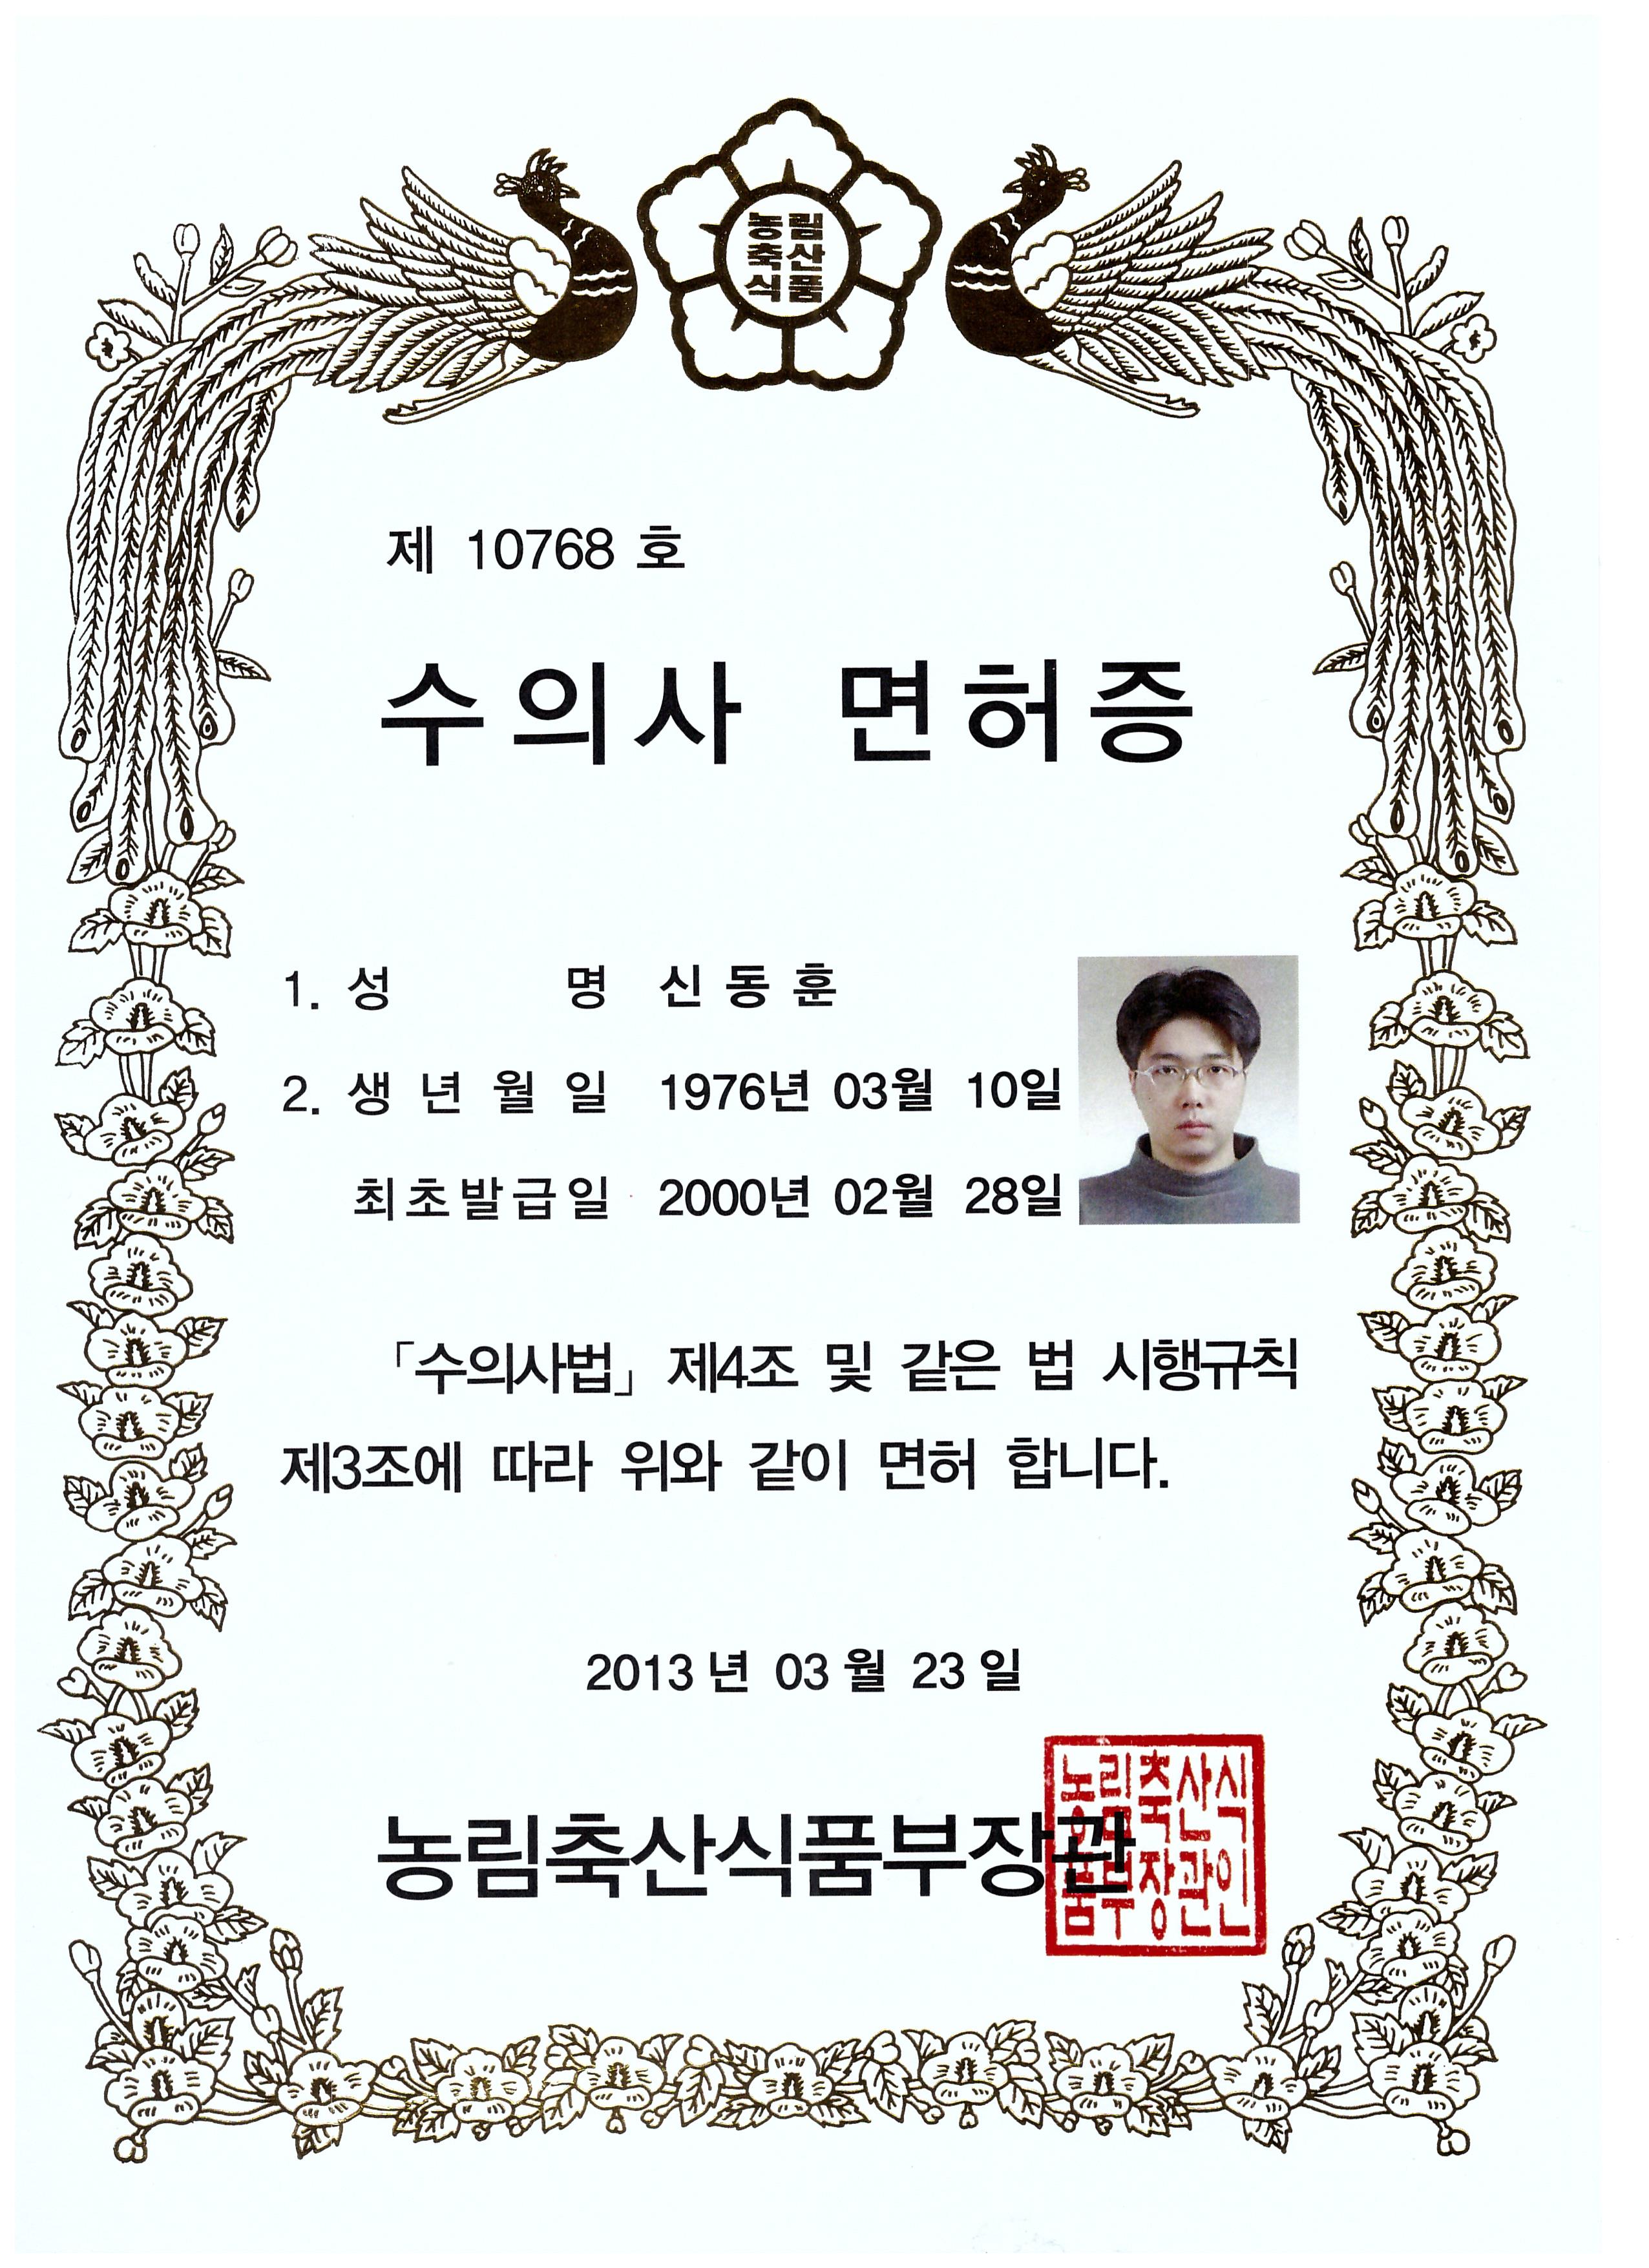 농림
축산
식품
제 10768 호
수의사 면허증
1. 성 명 신 동 훈
2. 생 년 월 일 1976년 03월 10일
최초발급일 2000년 02월 28일
「수의사법」 제4조 및 같은 법 시행규칙
제3조에 따라 위와 같이 면허 합니다.
2013 년 03 월 23 일
농림축산식품부장관
농림축산식
품부장관인